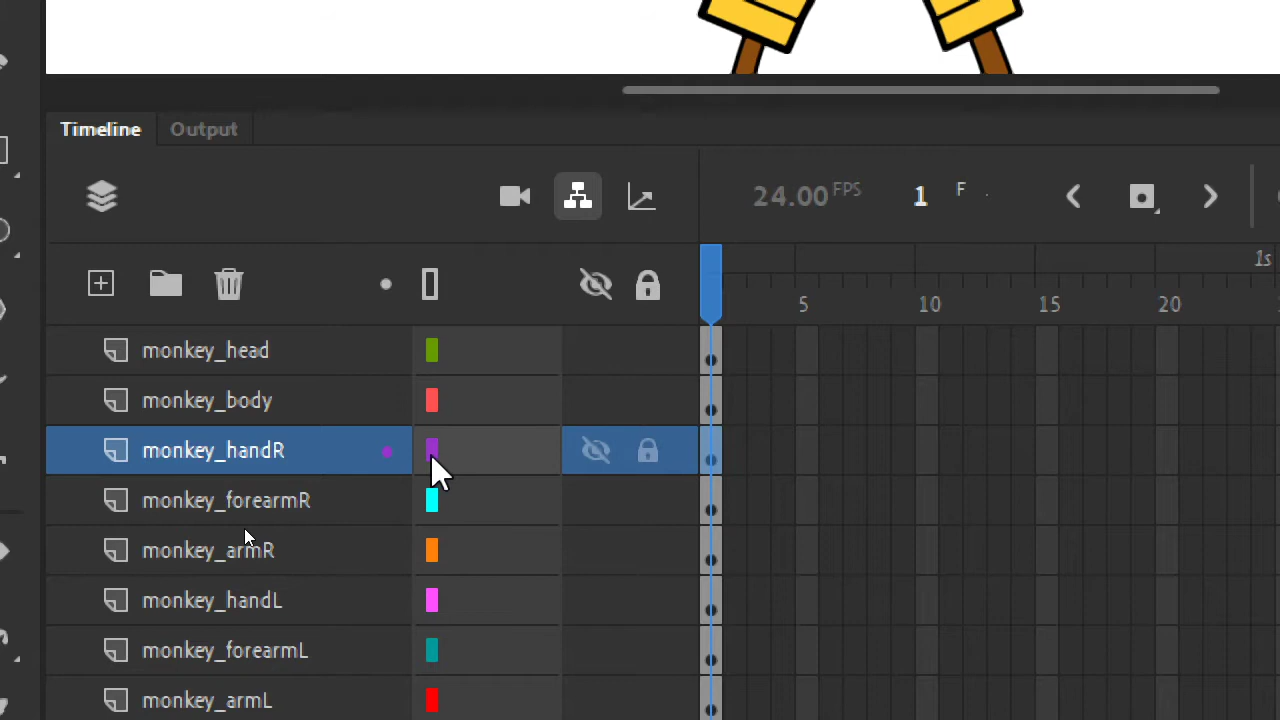 Timeline Output
24.00 FPS 1 F
1s
5 10 15 20
monkey_head
monkey_body
monkey_handR
monkey_forearmR
monkey_armR
monkey_handL
monkey_forearmL
monkey_armL